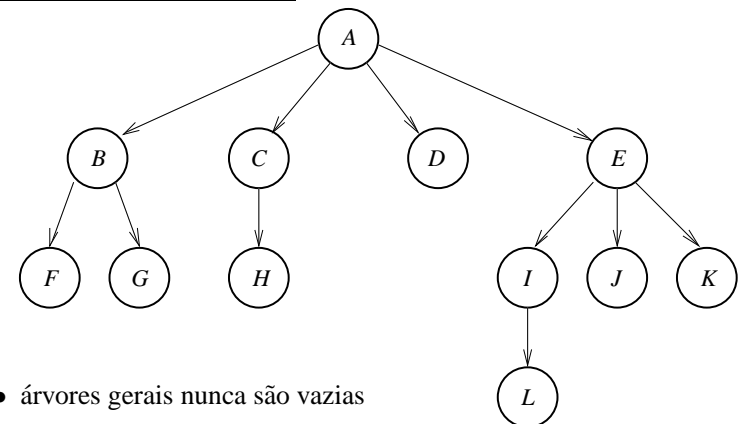 A
B C D E
F G H I J K
• árvores gerais nunca são vazias
L